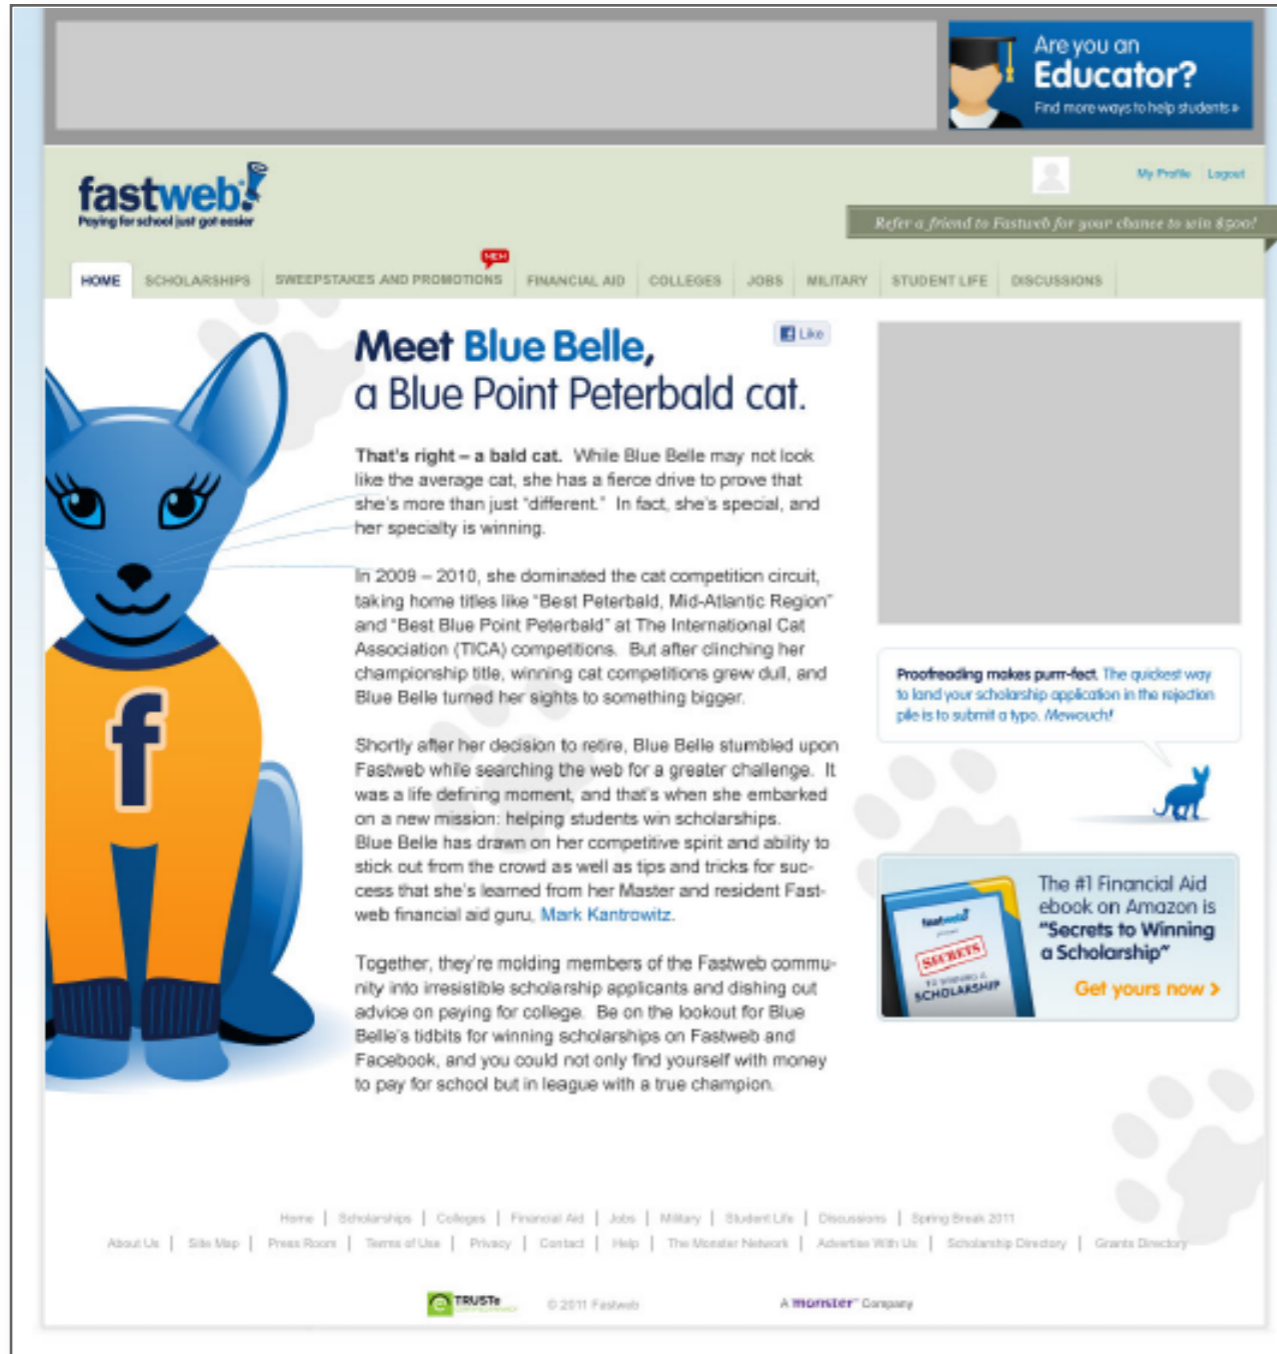 Are you an
Educator?
Find more ways to help students »
fastweb!
Paying for school just got easier
My Profile Logout
Refer a friend to Fastweb for your chance to win $500!
NEW
HOME SCHOLARSHIPS SWEEPSTAKES AND PROMOTIONS FINANCIAL AID COLLEGES JOBS MILITARY STUDENT LIFE DISCUSSIONS
Meet Blue Belle,
Like
a Blue Point Peterbald cat.
That's right – a bald cat. While Blue Belle may not look
like the average cat, she has a fierce drive to prove that
she's more than just "different." In fact, she's special, and
her specialty is winning.
In 2009 – 2010, she dominated the cat competition circuit,
taking home titles like "Best Peterbald, Mid-Atlantic Region"
and "Best Blue Point Peterbald" at The International Cat
Association (TICA) competitions. But after clinching her
championship title, winning cat competitions grew dull, and
Blue Belle turned her sights to something bigger.
Shortly after her decision to retire, Blue Belle stumbled upon
Fastweb while searching the web for a greater challenge. It
was a life defining moment, and that's when she embarked
on a new mission: helping students win scholarships.
Blue Belle has drawn on her competitive spirit and ability to
stick out from the crowd as well as tips and tricks for suc-
cess that she's learned from her Master and resident Fast-
web financial aid guru, Mark Kantrowitz.
Together, they're molding members of the Fastweb commu-
nity into irresistible scholarship applicants and dishing out
advice on paying for college. Be on the lookout for Blue
Belle's tidbits for winning scholarships on Fastweb and
Facebook, and you could not only find yourself with money
to pay for school but in league with a true champion.
f
Proofreading makes purrr-fect. The quickest way
to land your scholarship application in the rejection
pile is to submit a typo. Mewouch!
fastweb!
SECRETS
TO WINNING A
SCHOLARSHIP
The #1 Financial Aid
ebook on Amazon is
"Secrets to Winning
a Scholarship"
Get yours now >
Home | Scholarships | Colleges | Financial Aid | Jobs | Military | Student Life | Discussions | Spring Break 2011
About Us | Site Map | Press Room | Terms of Use | Privacy | Contact | Help | The Monster Network | Advertise With Us | Scholarship Directory | Grants Directory
TRUSTe
© 2011 Fastweb
A monster Company